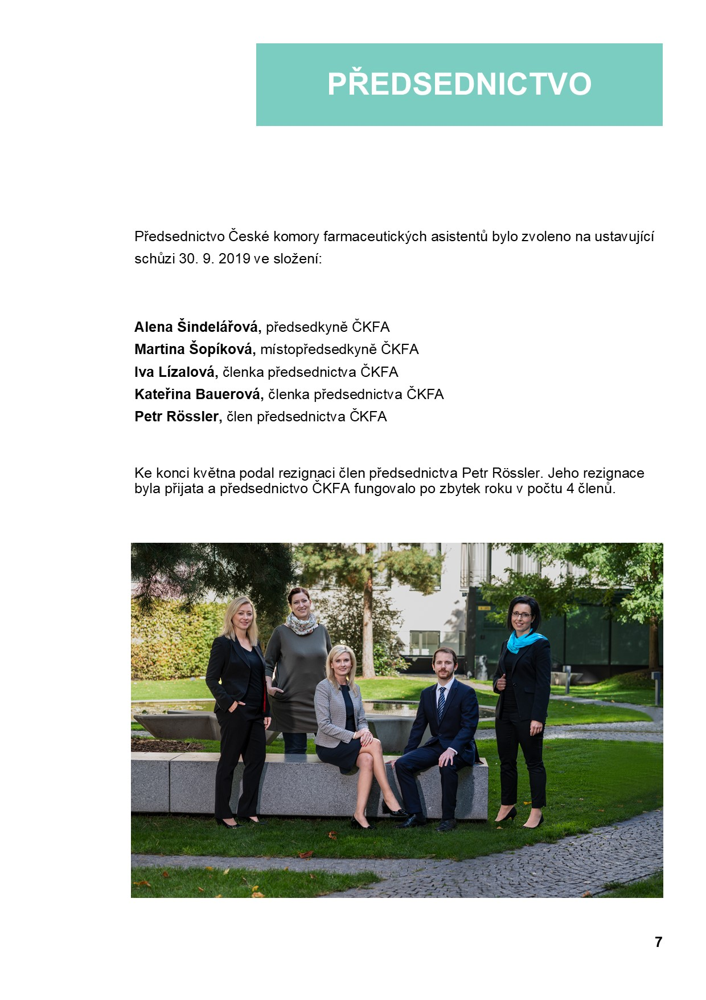 PŘEDSEDNICTVO
Předsednictvo České komory farmaceutických asistentů bylo zvoleno na ustavující
schůzi 30. 9. 2019 ve složení:
Alena Šindelářová, předsedkyně ČKFA
Martina Šopíková, místopředsedkyně ČKFA
Iva Lízalová, členka předsednictva ČKFA
Kateřina Bauerová, členka předsednictva ČKFA
Petr Rössler, člen předsednictva ČKFA
Ke konci května podal rezignaci člen předsednictva Petr Rössler. Jeho rezignace
byla přijata a předsednictvo ČKFA fungovalo po zbytek roku v počtu 4 členů.
7